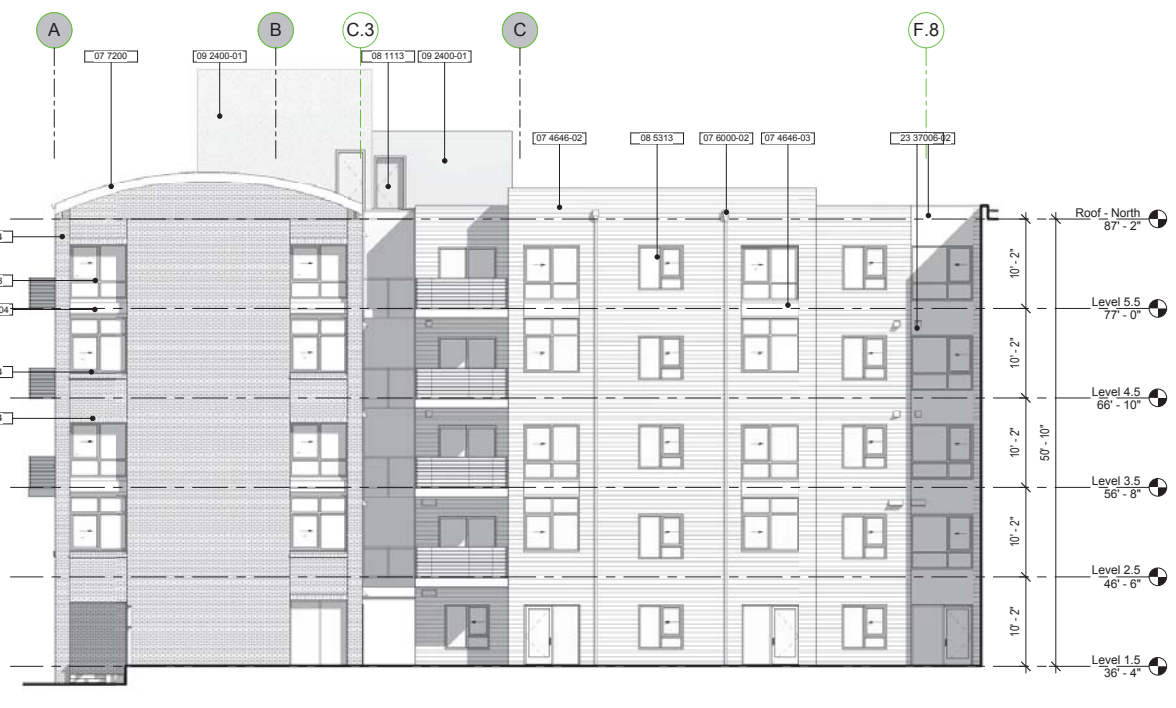 A
B
C.3
C
F.8
07 7200
09 2400-01
08 1113
09 2400-01
07 4646-02
08 5313
07 6000-02
07 4646-03
23 37006-02
Roof - North
87' - 2"
10' - 2"
Level 5.5
77' - 0"
10' - 2"
Level 4.5
66' - 10"
10' - 2"
50' - 10"
Level 3.5
56' - 8"
10' - 2"
Level 2.5
46' - 6"
10' - 2"
Level 1.5
36' - 4"